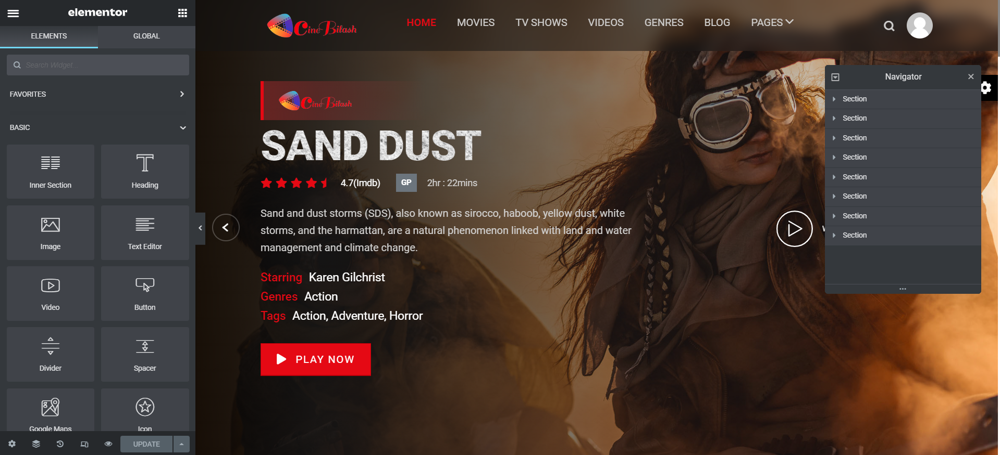 elementor
ELEMENTS
GLOBAL
Search Widget...
FAVORITES
BASIC
Inner Section
Heading
Image
Text Editor
Video
Button
Divider
Spacer
Google Maps
Icon
UPDATE
CineBilash
HOME
MOVIES
TV SHOWS
VIDEOS
GENRES
BLOG
PAGES
CineBilash
SAND DUST
4.7(Imdb)
GP
2hr : 22mins
Sand and dust storms (SDS), also known as sirocco, haboob, yellow dust, white
storms, and the harmattan, are a natural phenomenon linked with land and water
management and climate change.
Starring Karen Gilchrist
Genres Action
Tags Action, Adventure, Horror
PLAY NOW
Navigator
Section
Section
Section
Section
Section
Section
Section
Section